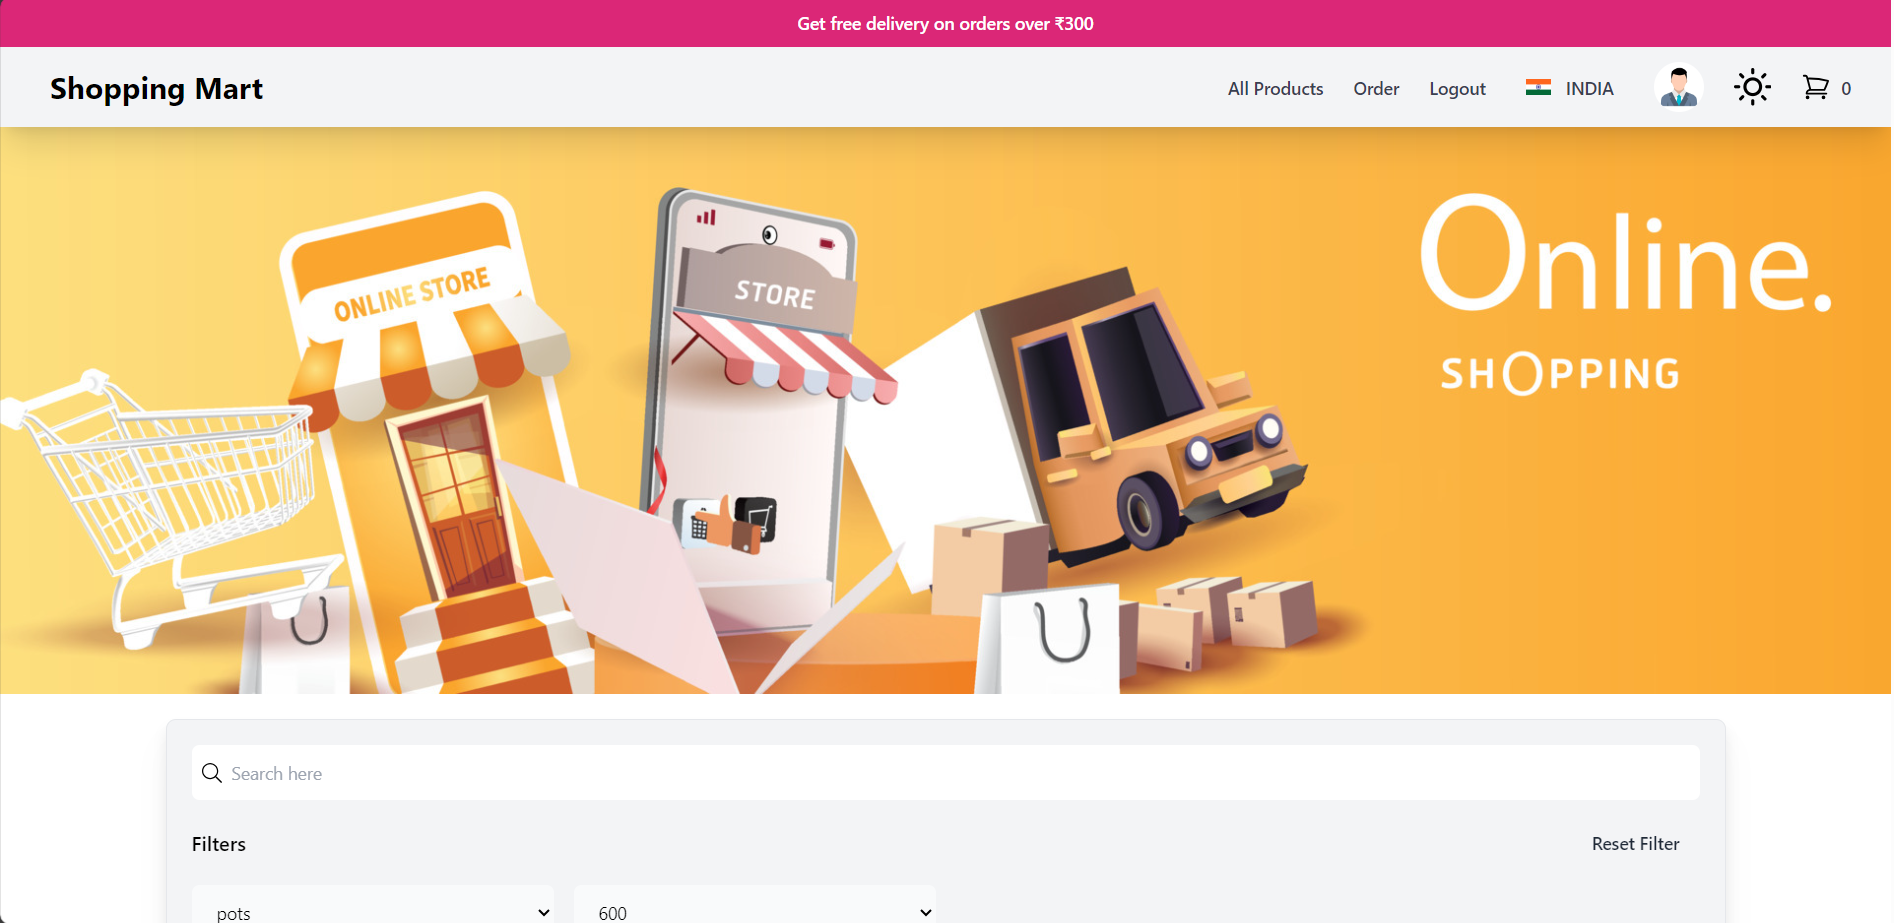 Get free delivery on orders over ₹300
Shopping Mart
All Products Order Logout INDIA 0
ONLINE STORE
STORE
Online.
SHOPPING
Search here
Filters Reset Filter
pots 600